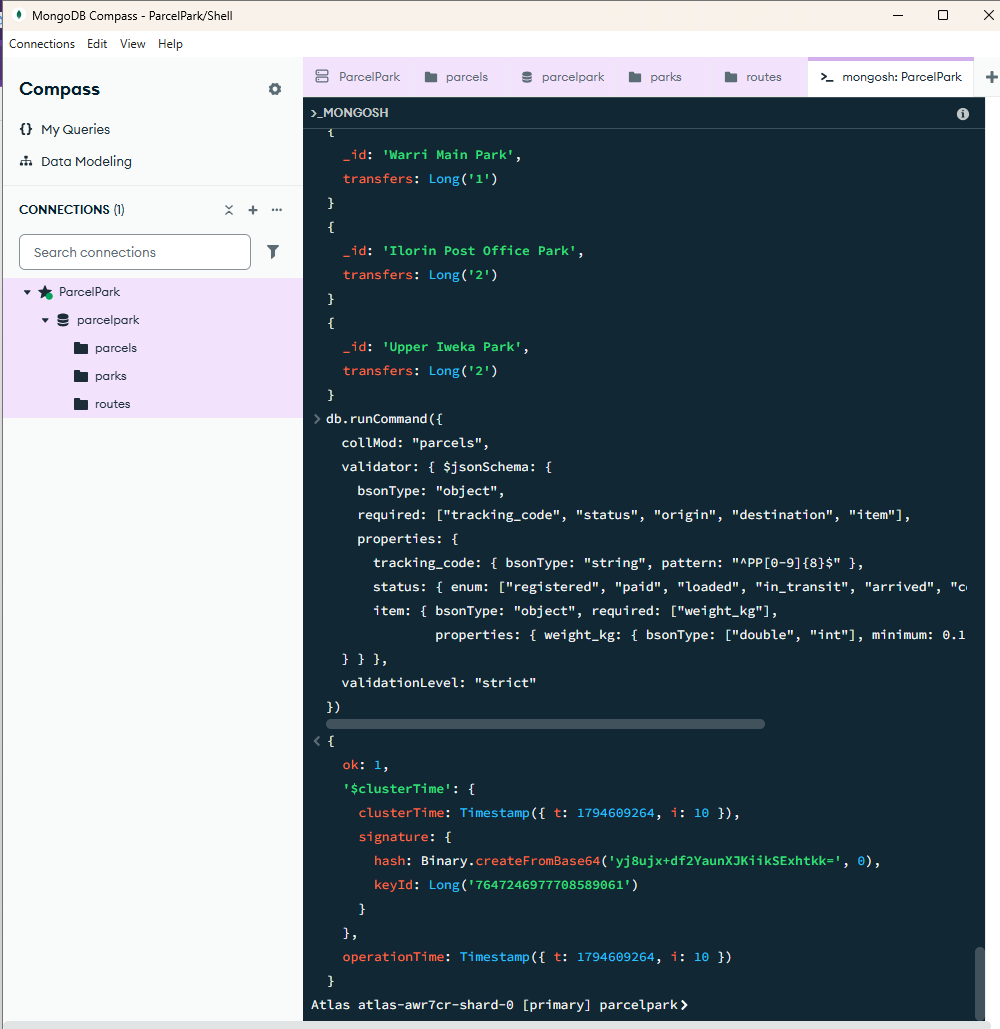 MongoDB Compass - ParcelPark/Shell
Connections Edit View Help
Compass
{} My Queries
Data Modeling
CONNECTIONS (1)
Search connections
ParcelPark
parcelpark
parcels
parks
routes
ParcelPark parcels parcelpark parks routes >_ mongosh: ParcelPark +
>_MONGOSH
{
_id: 'Warri Main Park',
transfers: Long('1')
}
{
_id: 'Ilorin Post Office Park',
transfers: Long('2')
}
{
_id: 'Upper Iweka Park',
transfers: Long('2')
}
> db.runCommand({
collMod: "parcels",
validator: { $jsonSchema: {
bsonType: "object",
required: ["tracking_code", "status", "origin", "destination", "item"],
properties: {
tracking_code: { bsonType: "string", pattern: "^PP[0-9]{8}$" },
status: { enum: ["registered", "paid", "loaded", "in_transit", "arrived",
item: { bsonType: "object", required: ["weight_kg"],
properties: { weight_kg: { bsonType: ["double", "int"], minimum: 0.1
} } },
validationLevel: "strict"
})
< {
ok: 1,
'$clusterTime': {
clusterTime: Timestamp({ t: 1794609264, i: 10 }),
signature: {
hash: Binary.createFromBase64('yj8ujx+df2YaunXJKiikSExhtkk=', 0),
keyId: Long('7647246977708589061')
}
},
operationTime: Timestamp({ t: 1794609264, i: 10 })
}
Atlas atlas-awr7cr-shard-0 [primary] parcelpark>